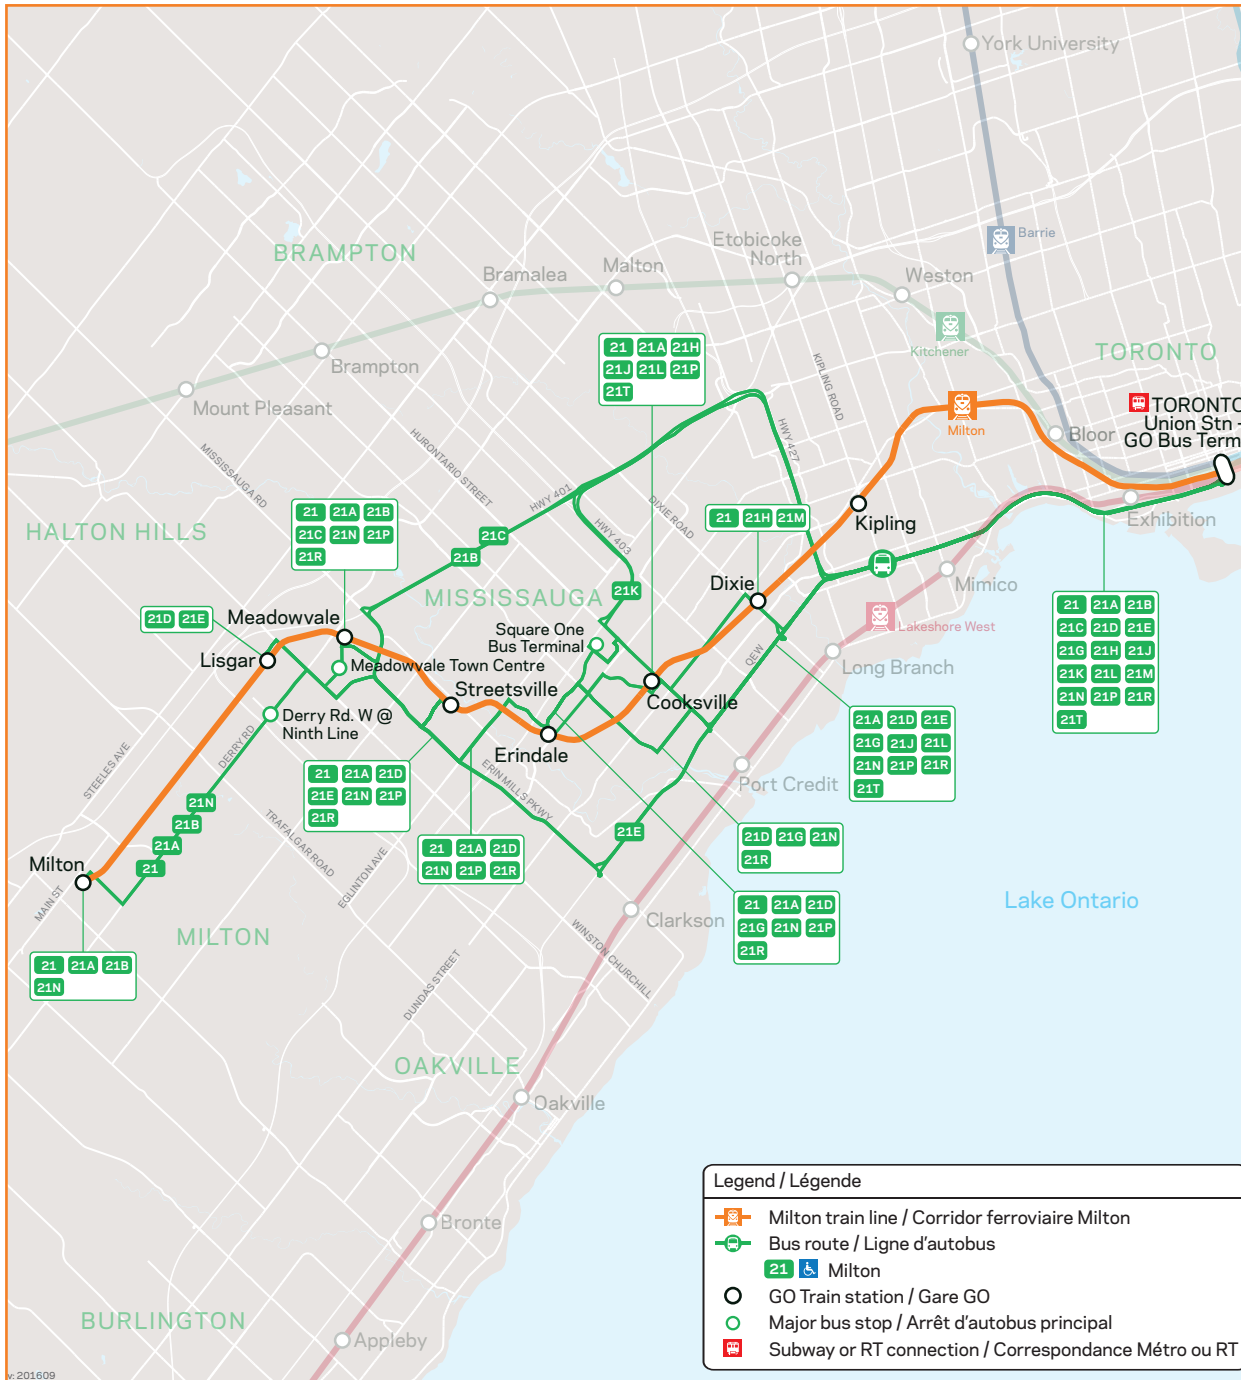 York University
Barrie
Etobicoke
North
BRAMPTON
Malton
Bramalea
Weston
Kitchener
TORONTO
Brampton
Mount Pleasant
KIPLING ROAD
21 21A 21H
21J 21L 21P
21T
Milton
Bloor
TORONTO
Union Stn -
GO Bus Term
HURONTARIO STREET
MISSISSAUGA RD
HWY 427
HWY 401
DIXIE ROAD
HWY 403
21 21A 21B
21C 21N 21P
21R
21 21H 21M
Kipling
Exhibition
HALTON HILLS
21C
21B
21K
Dixie
Mimico
MISSISSAUGA
21D 21E
Meadowvale
Lisgar
Square One
Bus Terminal
Lakeshore West
21 21A 21B
21C 21D 21E
21G 21H 21J
21K 21L 21M
21N 21P 21R
21T
QEW
Long Branch
Meadowvale Town Centre
Streetsville
Cooksville
Derry Rd. W @
Ninth Line
Erindale
DERRY RD
STEELES AVE
21A 21D 21E
21G 21J 21L
21N 21P 21R
21T
Port Credit
21 21A 21D
21E 21N 21P
21R
ERIN MILLS PKWY
21N
21B
21A
21
TRAFALGAR ROAD
EGLINTON AVE
21 21A 21D
21N 21P 21R
21E
21D 21G 21N
21R
Milton
MAIN ST
21 21A 21D
21G 21N 21P
21R
Clarkson
Lake Ontario
MILTON
WINSTON CHURCHILL
DUNDAS STREET
21 21A 21B
21N
OAKVILLE
Oakville
Bronte
BURLINGTON
Appleby
Legend / Légende
Milton train line / Corridor ferroviaire Milton
Bus route / Ligne d'autobus
21 Milton
GO Train station / Gare GO
Major bus stop / Arrêt d'autobus principal
Subway or RT connection / Correspondance Métro ou RT
v: 201609